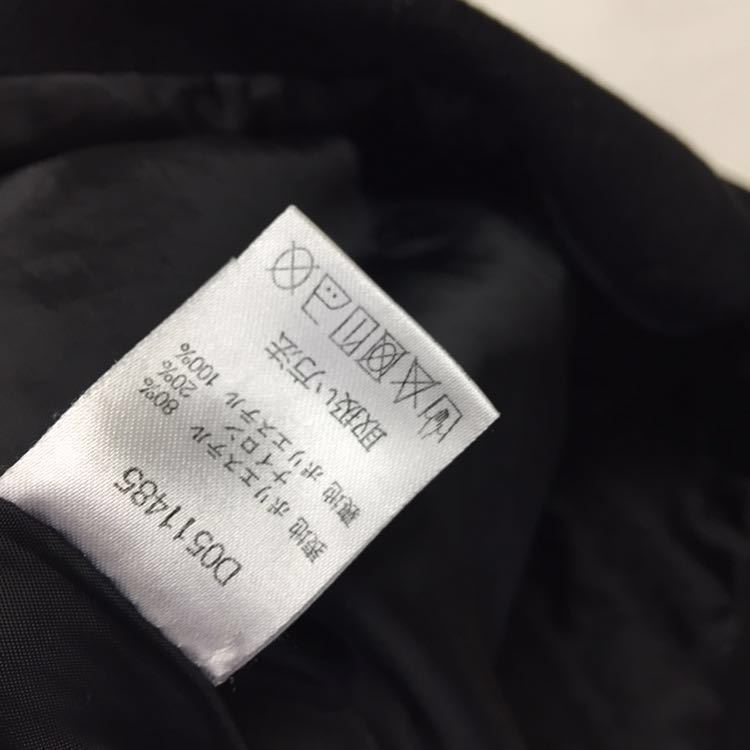 D0511485
表地 ポリエステル 80%
ナイロン 20%
裏地 ポリエステル 100%
取扱い方法